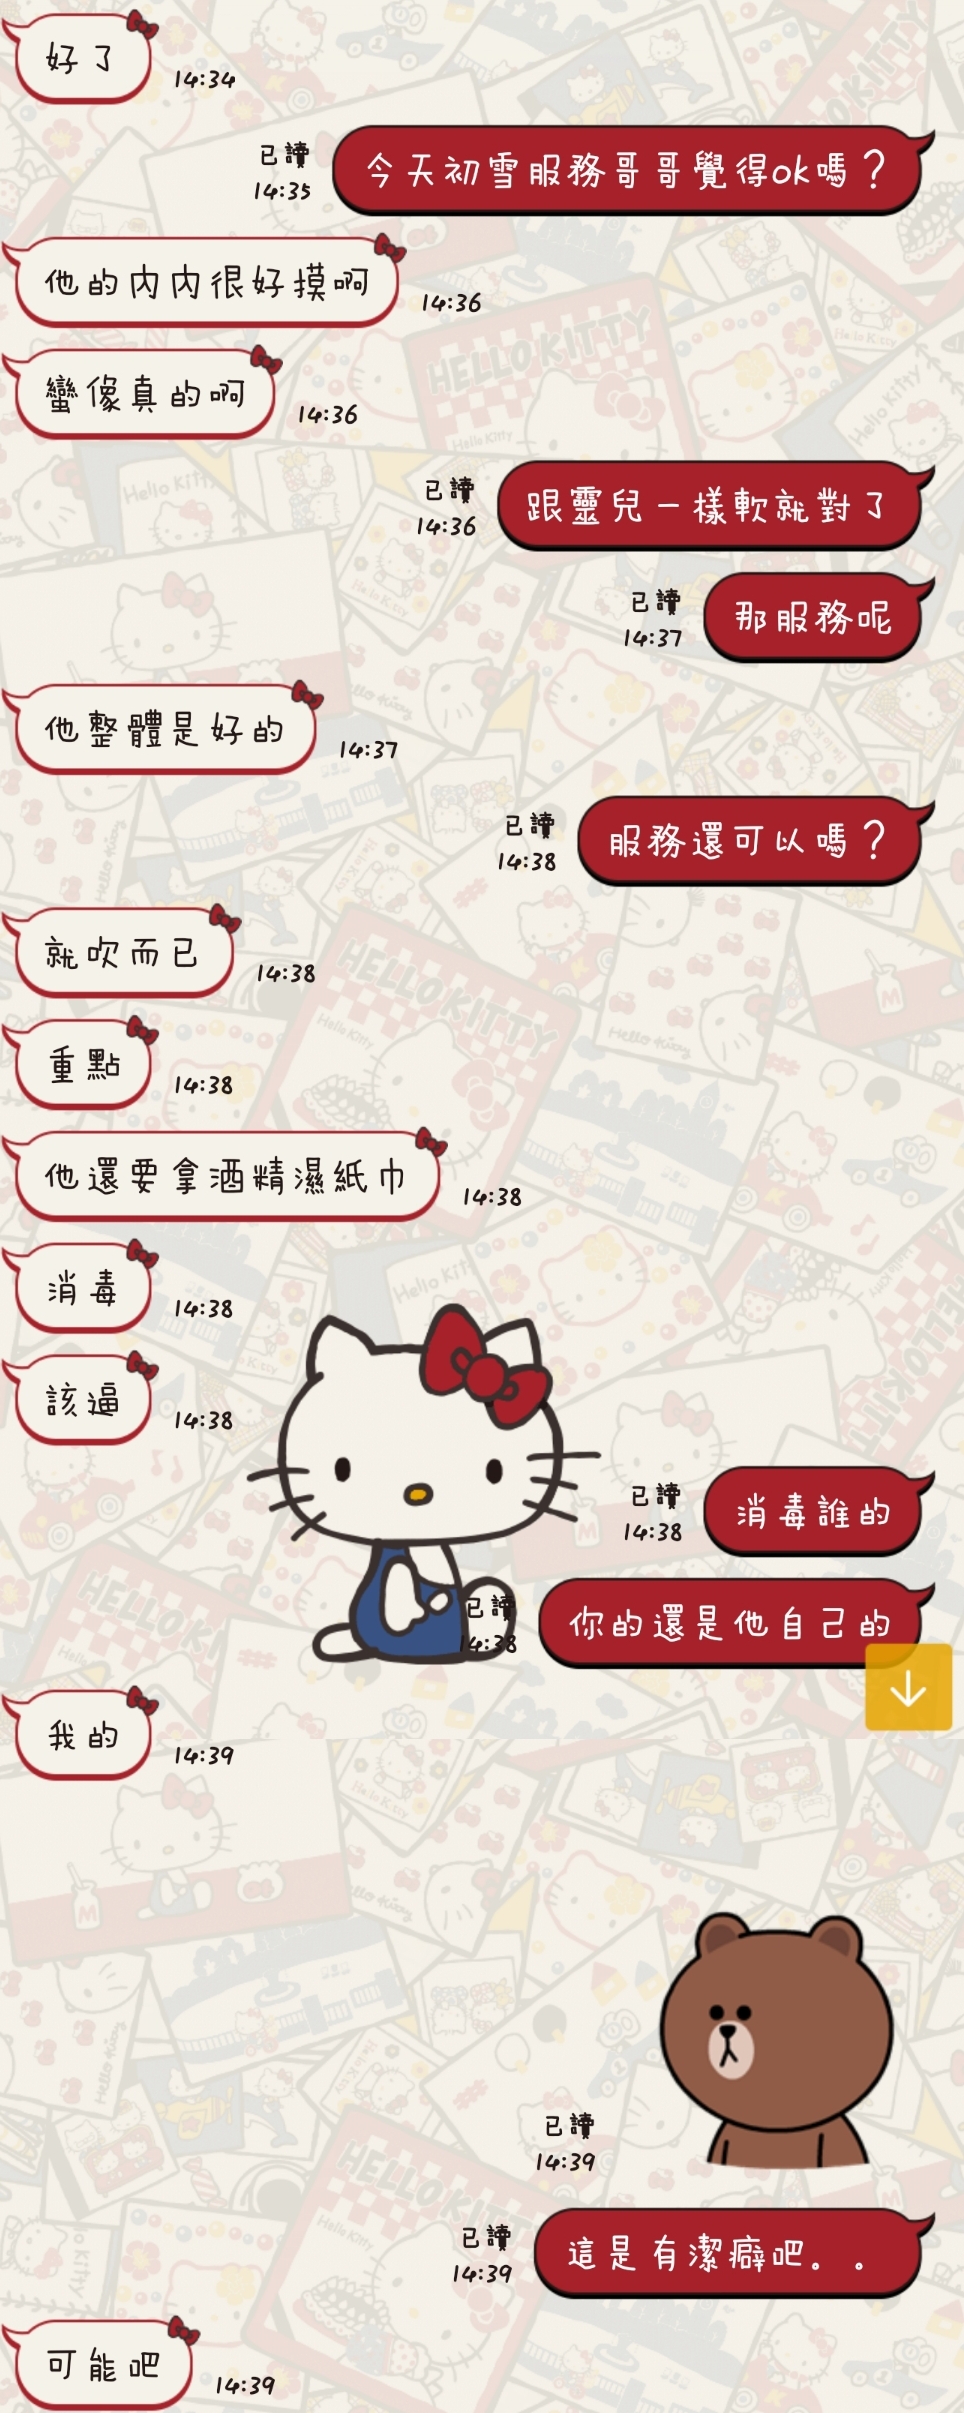 好了
14:34
已讀
14:35
今天初雪服務哥哥覺得ok嗎？
他的內內很好摸啊
14:36
蠻像真的啊
14:36
已讀
14:36
跟靈兒一樣軟就對了
已讀
14:37
那服務呢
他整體是好的
14:37
已讀
14:38
服務還可以嗎？
就吹而已
14:38
重點
14:38
他還要拿酒精濕紙巾
14:38
消毒
14:38
該逼
14:38
已讀
14:38
消毒誰的
已讀
14:38
你的還是他自己的
我的
14:39
已讀
14:39
已讀
14:39
這是有潔癖吧。。
可能吧
14:39
HELLO KITTY
Hello Kitty